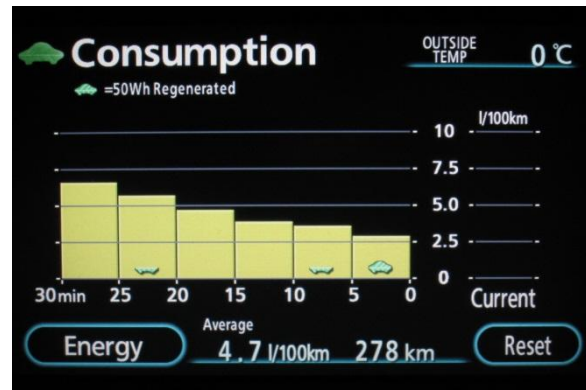 Consumption
OUTSIDE
TEMP
0 ℃
=50Wh Regenerated
l/100km
10
7.5
5.0
2.5
0
30min 25 20 15 10 5 0
Current
Energy
Average
4.7 l/100km 278 km
Reset